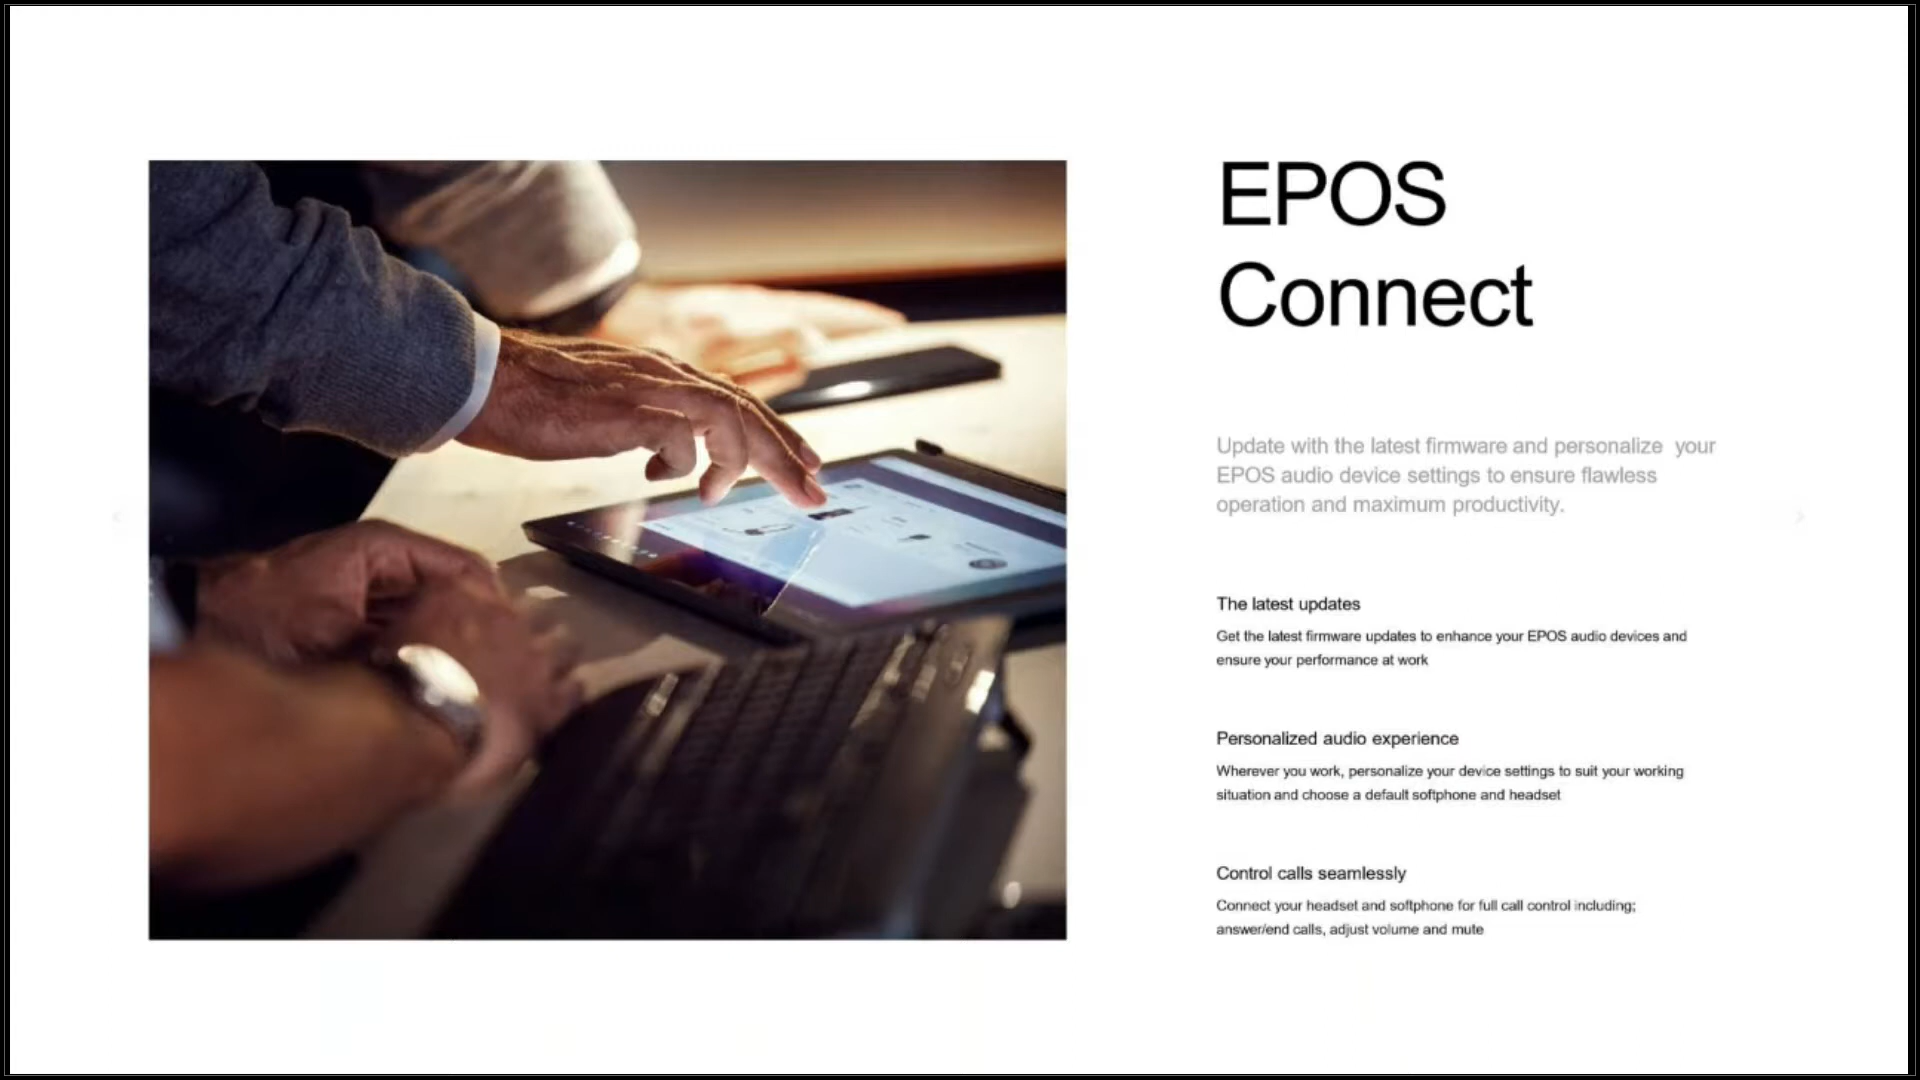 EPOS
Connect
Update with the latest firmware and personalize  your
EPOS audio device settings to ensure flawless
operation and maximum productivity.
The latest updates
Get the latest firmware updates to enhance your EPOS audio devices and
ensure your performance at work
Personalized audio experience
Wherever you work, personalize your device settings to suit your working
situation and choose a default softphone and headset
Control calls seamlessly
Connect your headset and softphone for full call control including;
answer/end calls, adjust volume and mute